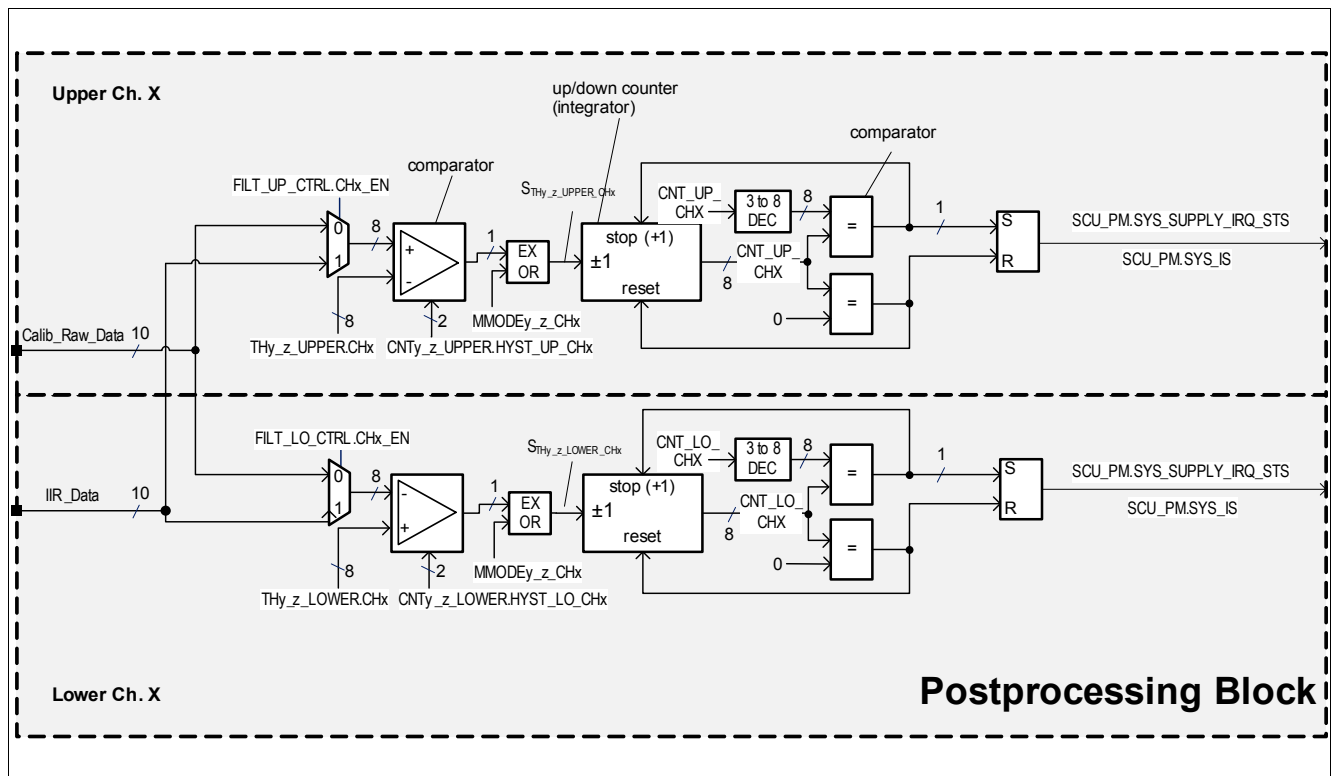 Upper Ch. X
up/down counter
(integrator)
comparator
comparator
FILT_UP_CTRL.CHx_EN
STHy_z_UPPER_CHx
CNT_UP_
CHX
3 to 8
DEC
8
=
1
S
R
SCU_PM.SYS_SUPPLY_IRQ_STS
SCU_PM.SYS_IS
0
1
8
+
-
1
EX
OR
stop (+1)
±1
reset
8
CNT_UP_
CHX
=
0
8
2
MMODEy_z_CHx
THy_z_UPPER.CHx
CNTy_z_UPPER.HYST_UP_CHx
Calib_Raw_Data
10
FILT_LO_CTRL.CHx_EN
STHy_z_LOWER_CHx
CNT_LO_
CHX
3 to 8
DEC
8
=
1
S
R
SCU_PM.SYS_SUPPLY_IRQ_STS
SCU_PM.SYS_IS
IIR_Data
10
0
1
8
-
+
1
EX
OR
stop (+1)
±1
reset
8
CNT_LO_
CHX
=
0
8
2
MMODEy_z_CHx
THy_z_LOWER.CHx
CNTy_z_LOWER.HYST_LO_CHx
Lower Ch. X
Postprocessing Block